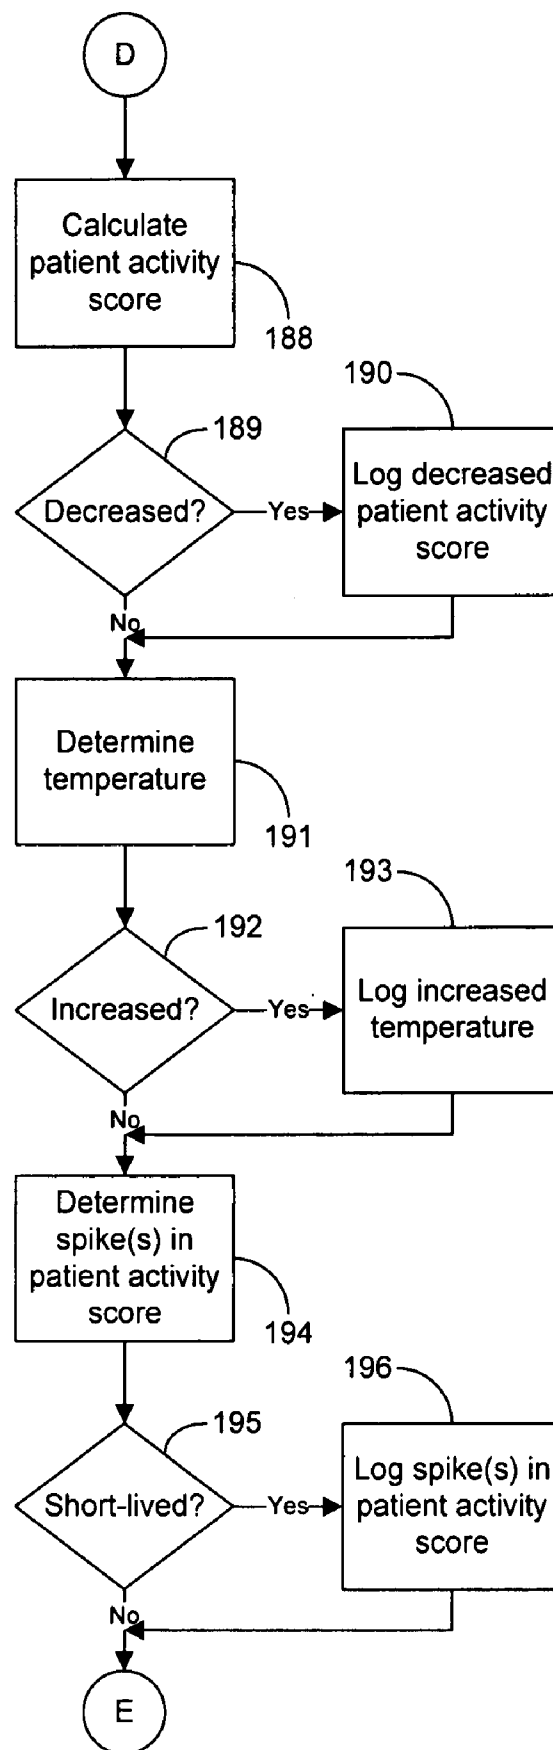 D
Calculate
patient activity
score
188
190
189
Decreased?
Yes
Log decreased
patient activity
score
No
Determine
temperature
191
193
192
Increased?
Yes
Log increased
temperature
No
Determine
spike(s) in
patient activity
score
194
196
195
Short-lived?
Yes
Log spike(s) in
patient activity
score
No
E